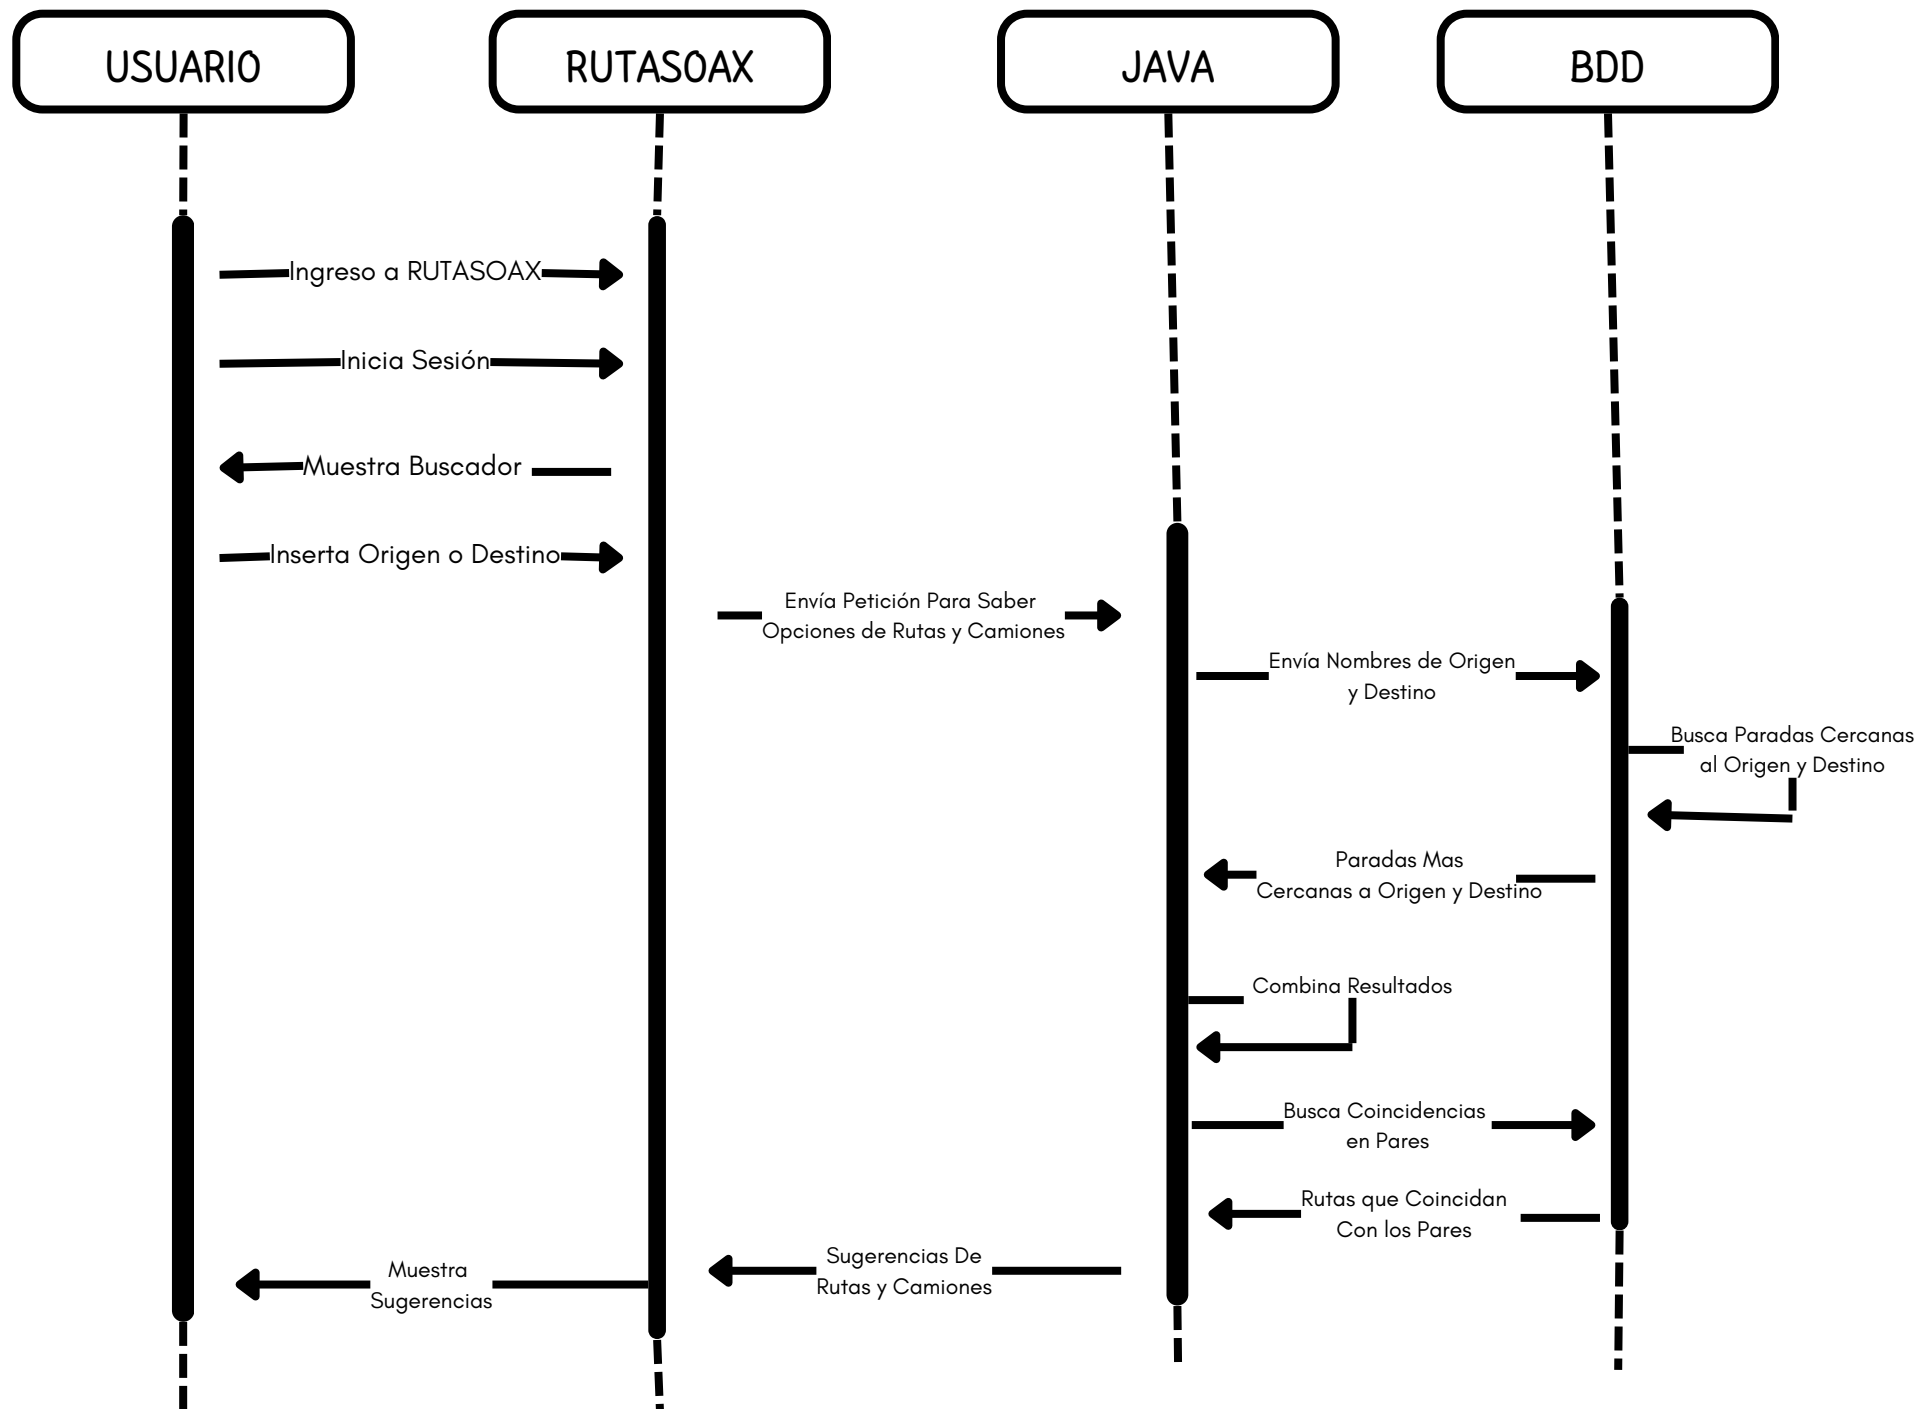 USUARIO
RUTASOAX
JAVA
BDD
Ingreso a RUTASOAX
Inicia Sesión
Muestra Buscador
Inserta Origen o Destino
Envía Petición Para Saber
Opciones de Rutas y Camiones
Envía Nombres de Origen
y Destino
Busca Paradas Cercanas
al Origen y Destino
Paradas Mas
Cercanas a Origen y Destino
Combina Resultados
Busca Coincidencias
en Pares
Rutas que Coincidan
Con los Pares
Sugerencias De
Rutas y Camiones
Muestra
Sugerencias